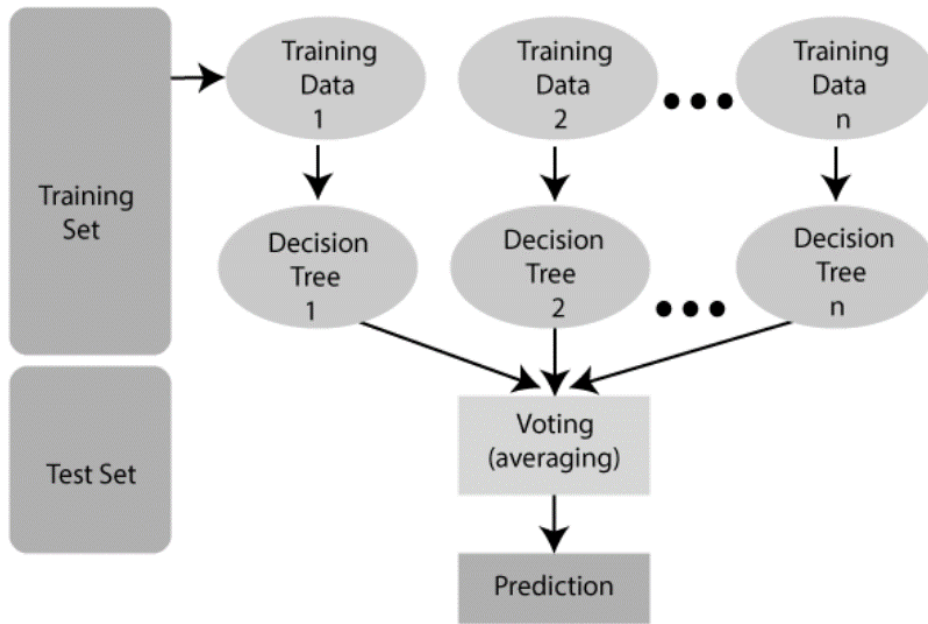 Training
Set
Test Set
Training
Data
1
Training
Data
2
Training
Data
n
Decision
Tree
1
Decision
Tree
2
Decision
Tree
n
Voting
(averaging)
Prediction